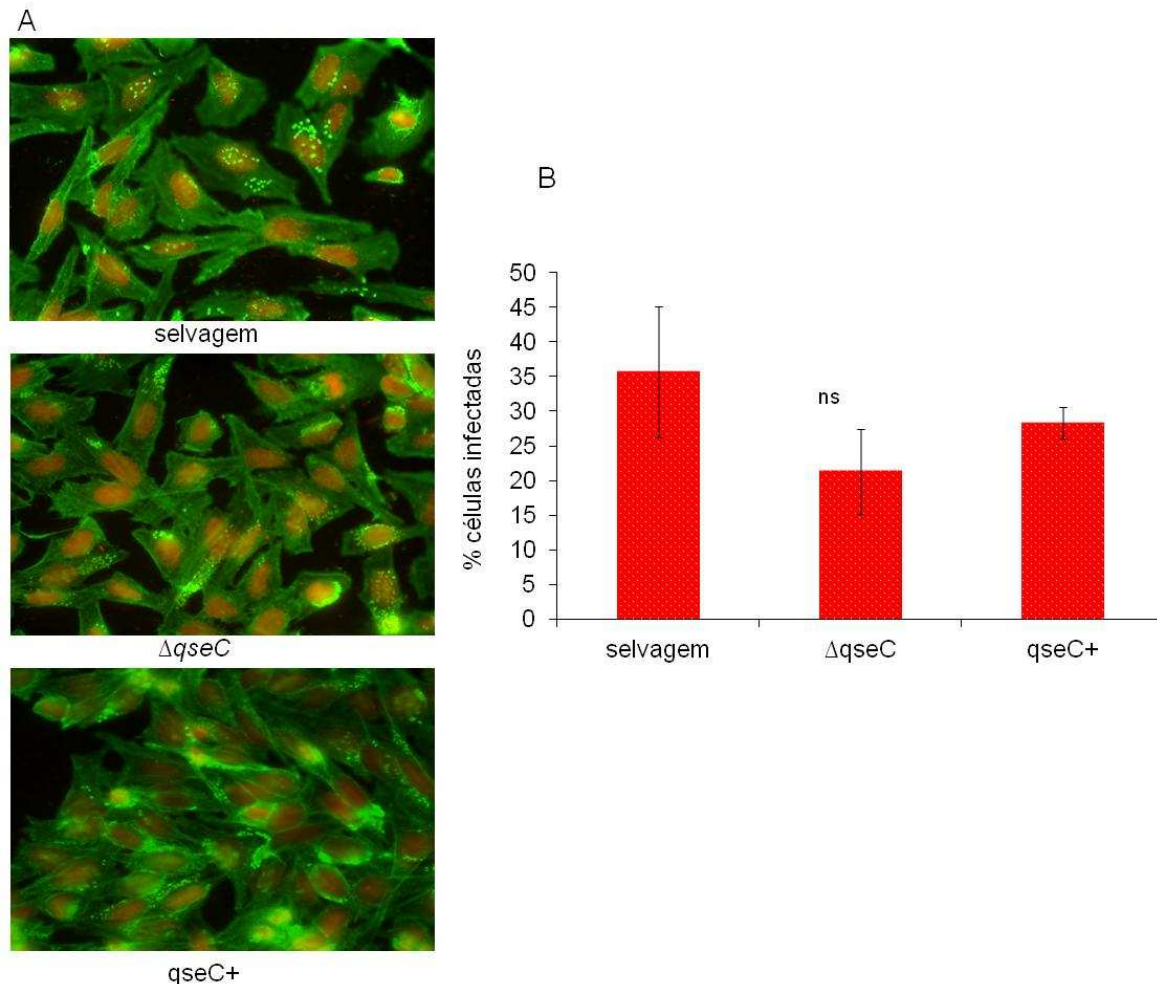 A
selvagem
ΔqseC
qseC+
B
% células infectadas
50
45
40
35
30
25
20
15
10
5
0
ns
selvagem
ΔqseC
qseC+